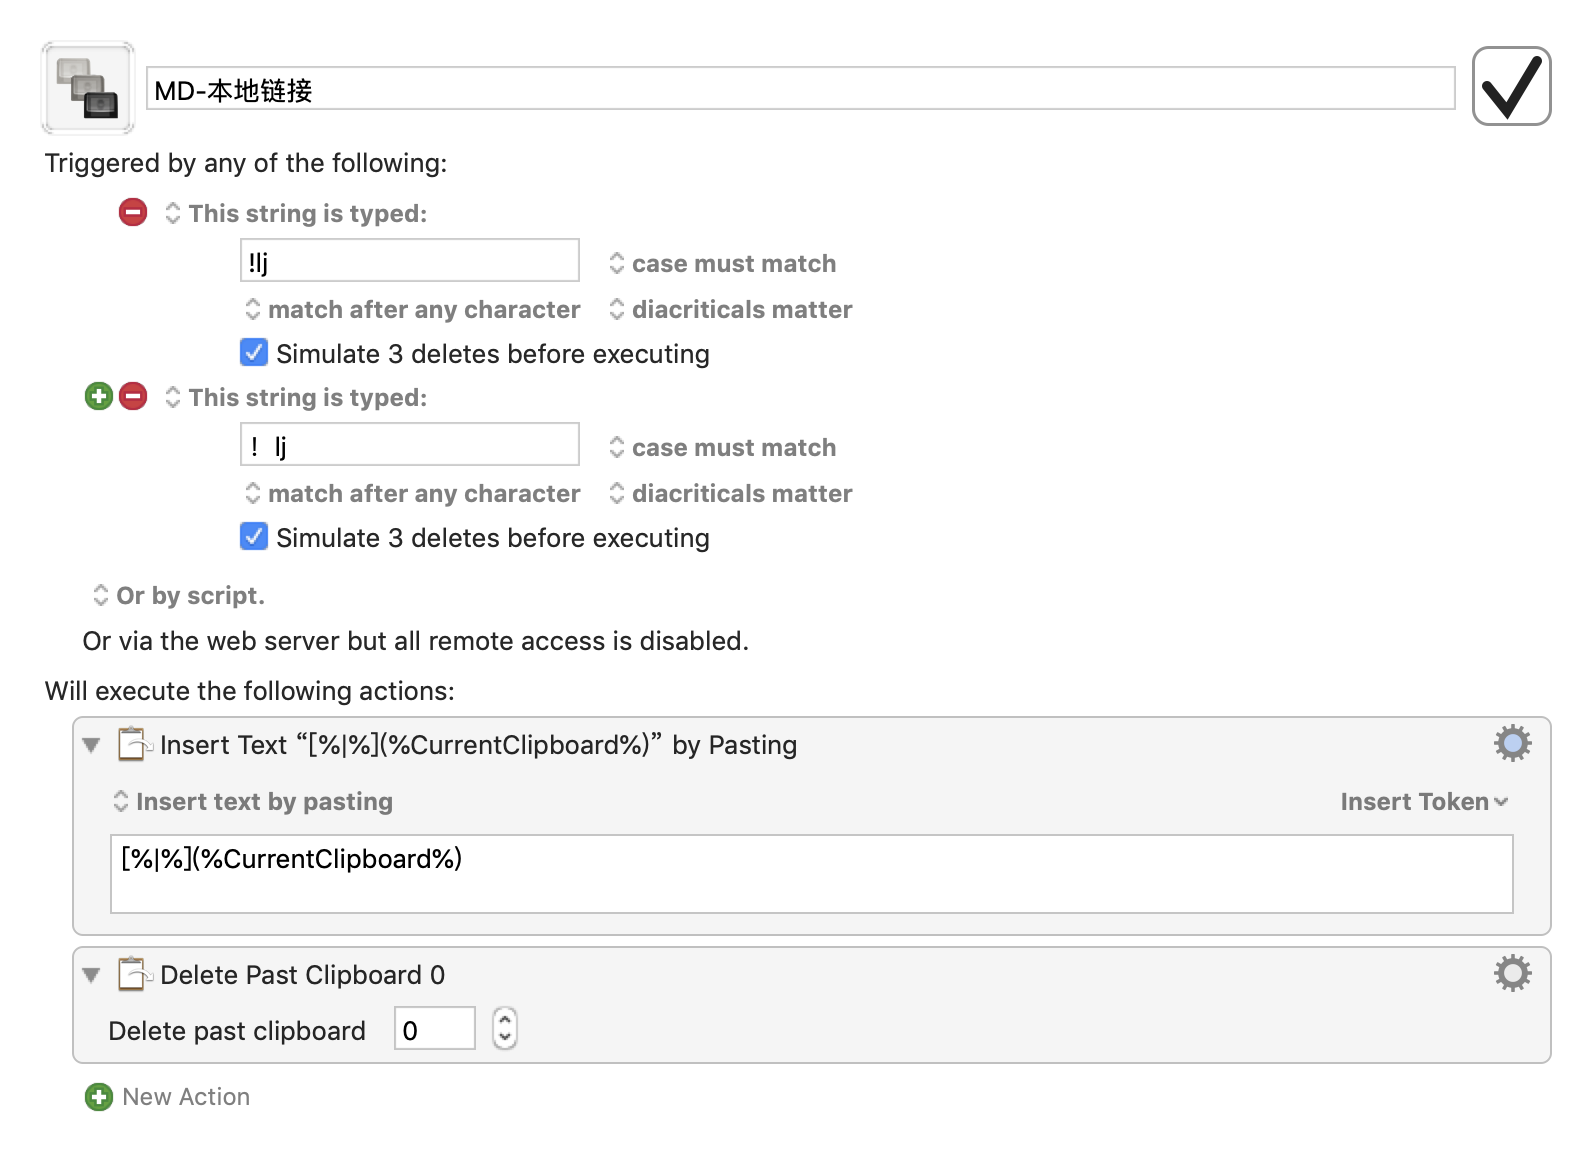 MD-本地链接
Triggered by any of the following:
This string is typed:
!lj
case must match
match after any character
diacriticals matter
Simulate 3 deletes before executing
This string is typed:
！lj
case must match
match after any character
diacriticals matter
Simulate 3 deletes before executing
Or by script.
Or via the web server but all remote access is disabled.
Will execute the following actions:
Insert Text “[%|%](%CurrentClipboard%)” by Pasting
Insert text by pasting
Insert Token
[%|%](%CurrentClipboard%)
Delete Past Clipboard 0
Delete past clipboard 0
New Action